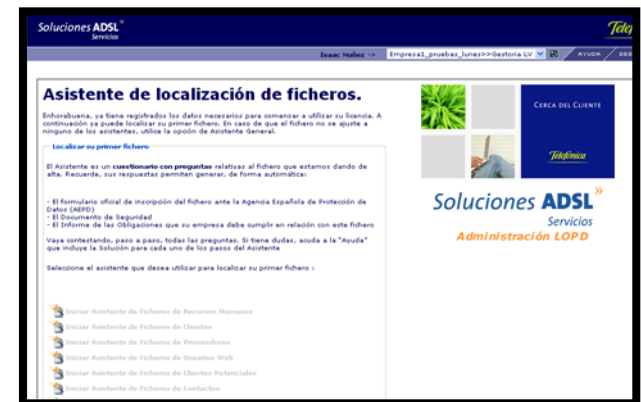 Soluciones ADSL»
Servicios
Isaac Nuñez ->
Empresa1_pruebas_lunes>>Gestoria LV
AYUDA
Asistente de localización de ficheros.
Enhorabuena, ya tiene registrados los datos necesarios para comenzar a utilizar su licencia. A
continuación ya puede localizar su primer fichero. En caso de que el fichero no se ajuste a
ninguno de los asistentes, utilice la opción de Asistente General.
Localizar su primer fichero
El Asistente es un cuestionario con preguntas relativas al fichero que estamos dando de
alta. Recuerde, sus respuestas permiten generar, de forma automática:
- El formulario oficial de inscripción del fichero ante la Agencia Española de Protección de
Datos (AEPD)
- El Documento de Seguridad
- El Informe de las Obligaciones que su empresa debe cumplir en relación con este fichero
Vaya contestando, paso a paso, todas las preguntas. Si tiene dudas, acuda a la "Ayuda"
que incluye la Solución para cada uno de los pasos del Asistente
Seleccione el asistente que desea utilizar para localizar su primer fichero :
Iniciar Asistente de Ficheros de Recursos Humanos
Iniciar Asistente de Ficheros de Clientes
Iniciar Asistente de Ficheros de Proveedores
Iniciar Asistente de Ficheros de Usuarios Web
Iniciar Asistente de Ficheros de Clientes Potenciales
Iniciar Asistente de Ficheros de Contactos
CERCA DEL CLIENTE
Telefónica
Soluciones ADSL»
Servicios
Administración LOPD